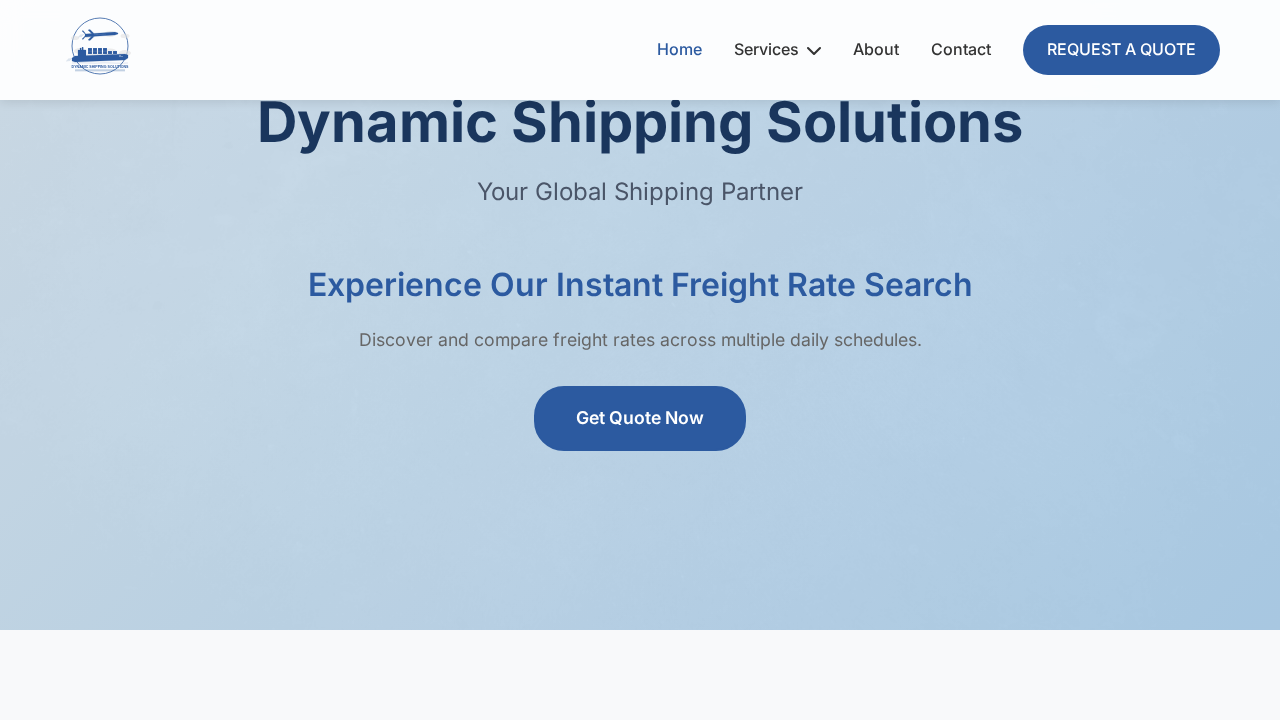 DYNAMIC SHIPPING SOLUTIONS
Home
Services
About
Contact
REQUEST A QUOTE
Dynamic Shipping Solutions
Your Global Shipping Partner
Experience Our Instant Freight Rate Search
Discover and compare freight rates across multiple daily schedules.
Get Quote Now